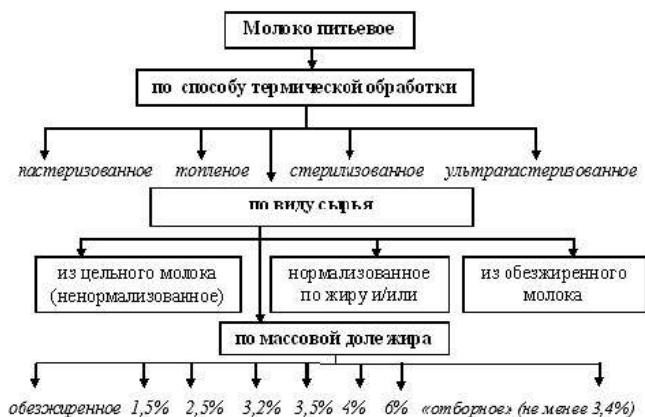 Молоко питьевое
по способу термической обработки
пастеризованное топленое стерилизованное ультрапастеризованное
по виду сырья
из цельного молока
(ненормализованное)
нормализованное
по жиру и/или
из обезжиренного
молока
по массовой доле жира
обезжиренное 1,5% 2,5% 3,2% 3,5% 4% 6% «отборное» (не менее 3,4%)